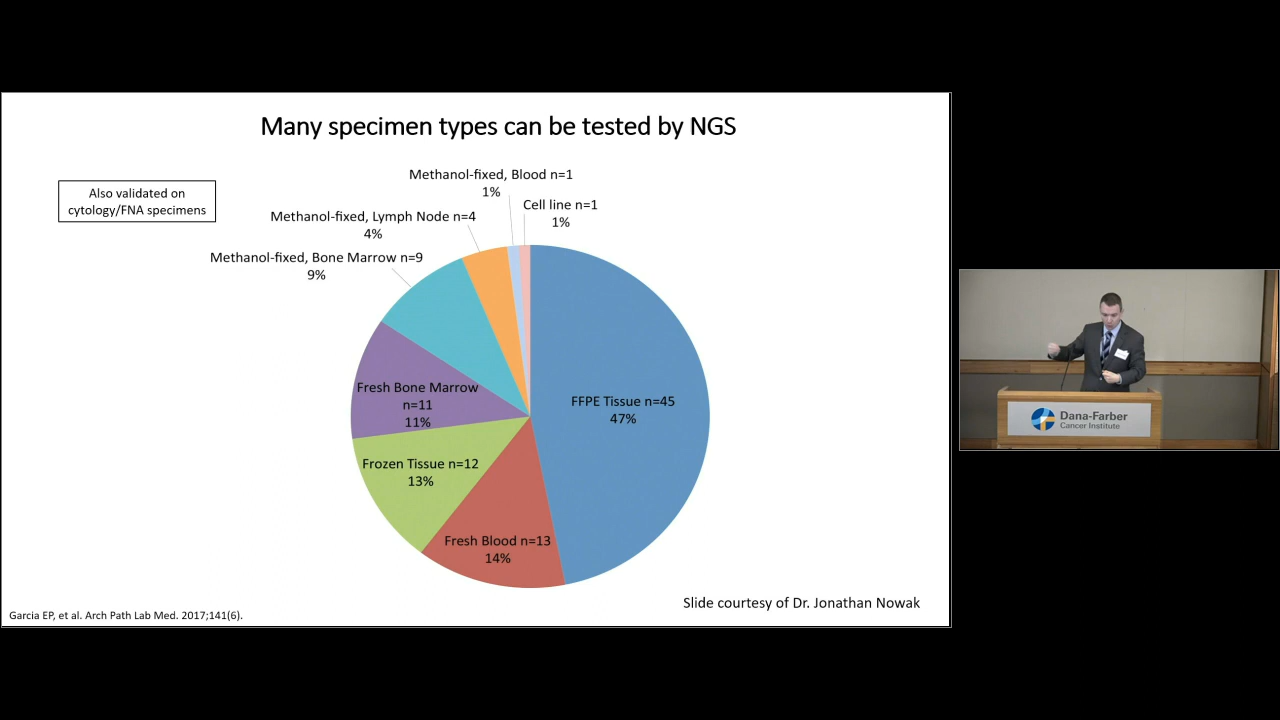 Many specimen types can be tested by NGS
Also validated on
cytology/FNA specimens
Methanol-fixed, Blood n=1
1%
Cell line n=1
1%
Methanol-fixed, Lymph Node n=4
4%
Methanol-fixed, Bone Marrow n=9
9%
Fresh Bone Marrow
n=11
11%
FFPE Tissue n=45
47%
Frozen Tissue n=12
13%
Fresh Blood n=13
14%
Slide courtesy of Dr. Jonathan Nowak
Garcia EP, et al. Arch Path Lab Med. 2017;141(6).
Dana-Farber
Cancer Institute